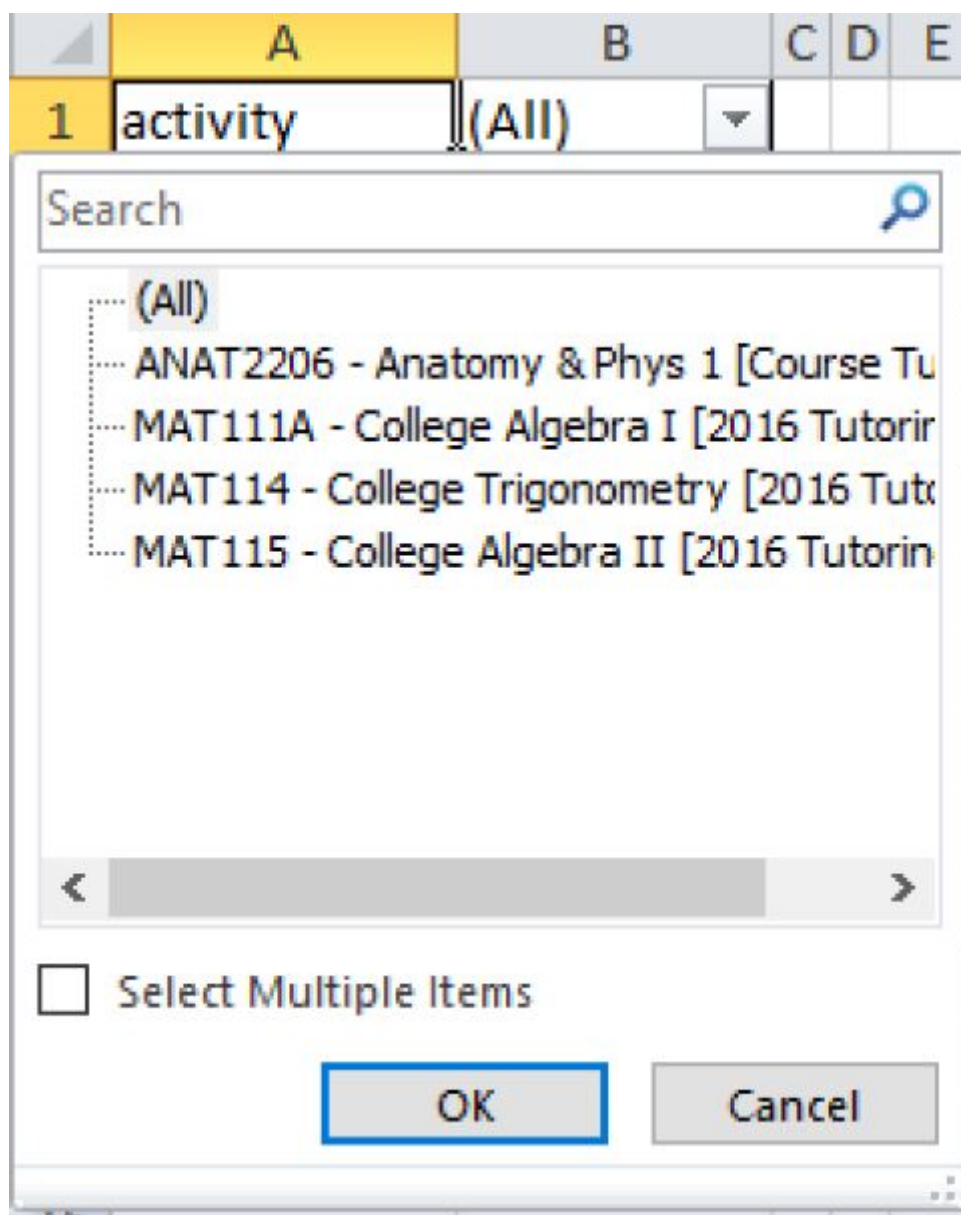 A B C D E
1 activity (All)
Search
(All)
ANAT2206 - Anatomy & Phys 1 [Course Tu
MAT111A - College Algebra I [2016 Tutorin
MAT114 - College Trigonometry [2016 Tuto
MAT115 - College Algebra II [2016 Tutorin
Select Multiple Items
OK Cancel